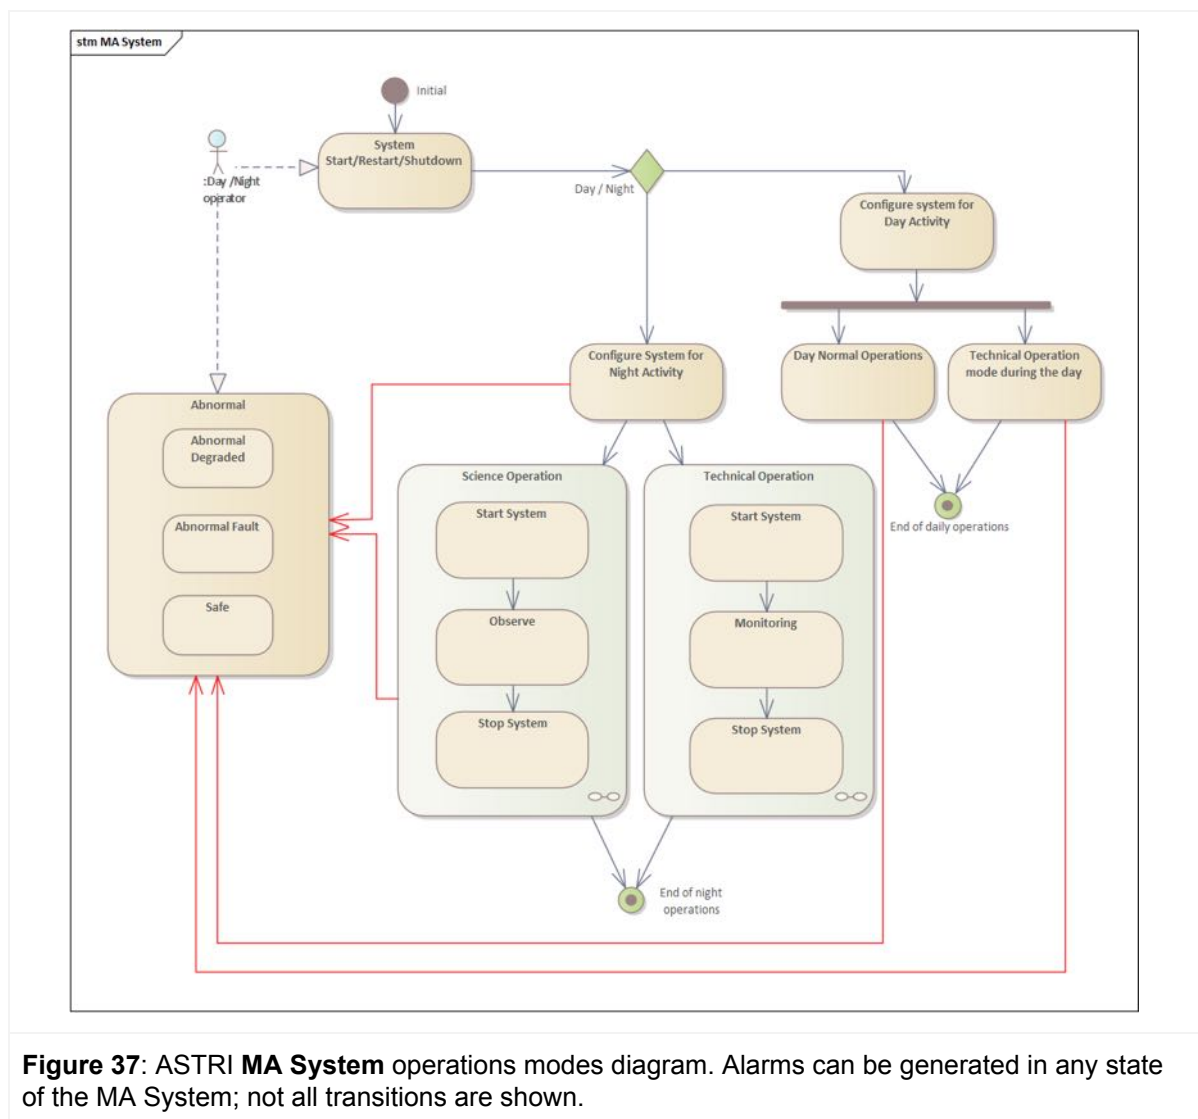 stm MA System
Initial
System
Start/Restart/Shutdown
:Day /Night
operator
Day / Night
Configure system for
Day Activity
Configure System for
Night Activity
Day Normal Operations
Technical Operation
mode during the day
Abnormal
Abnormal
Degraded
Abnormal Fault
Safe
Science Operation
Start System
Observe
Stop System
Technical Operation
Start System
Monitoring
Stop System
End of daily operations
End of night
operations
Figure 37: ASTRI MA System operations modes diagram. Alarms can be generated in any state
of the MA System; not all transitions are shown.